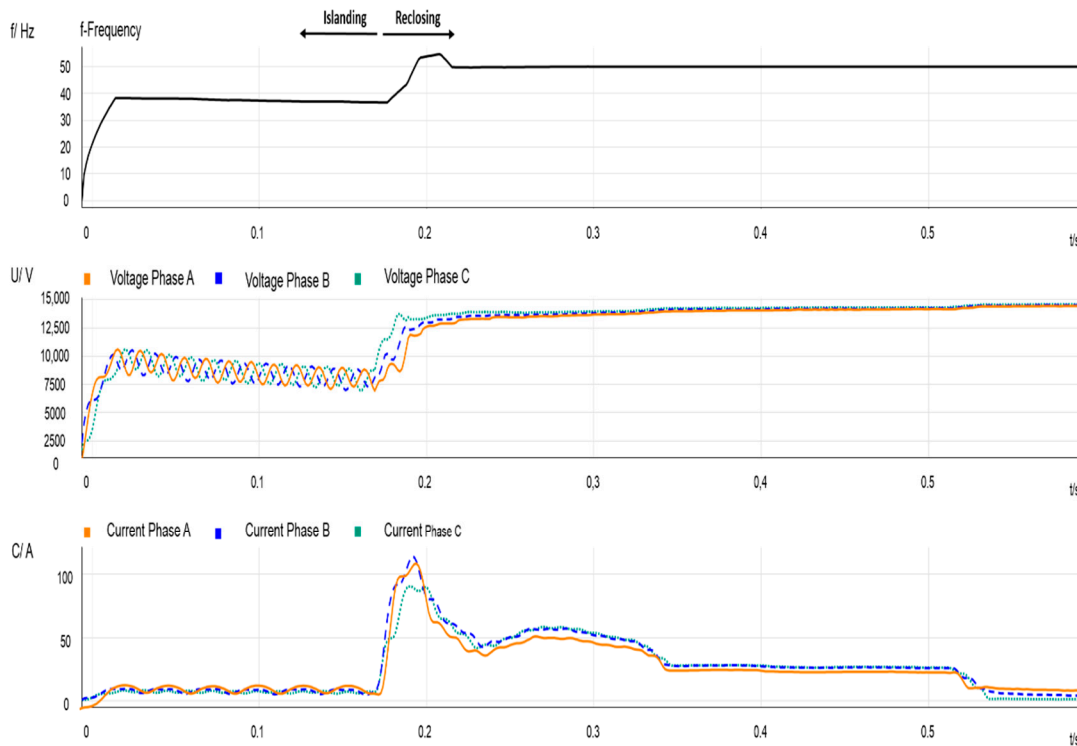 Islanding Reclosing
f/ Hz f-Frequency
50
40
30
20
10
0
0 0.1 0.2 0.3 0.4 0.5 t/s
U/ V Voltage Phase A Voltage Phase B Voltage Phase C
15,000
12,500
10,000
7500
5000
2500
0
0 0.1 0.2 0,4 0.4 0.5 t/s
Current Phase A Current Phase B Current Phase C
C/ A
100
50
0
0 0.1 0.2 0.3 0.4 0.5 t/s